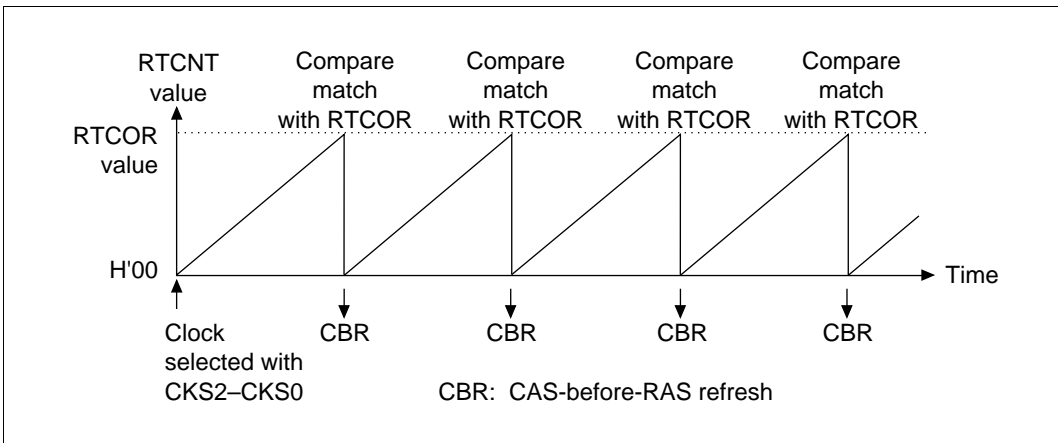 RTCNT
value
Compare
match
with RTCOR
Compare
match
with RTCOR
Compare
match
with RTCOR
Compare
match
with RTCOR
RTCOR
value
H'00
Time
Clock
selected with
CKS2–CKS0
CBR
CBR
CBR
CBR
CBR: CAS-before-RAS refresh